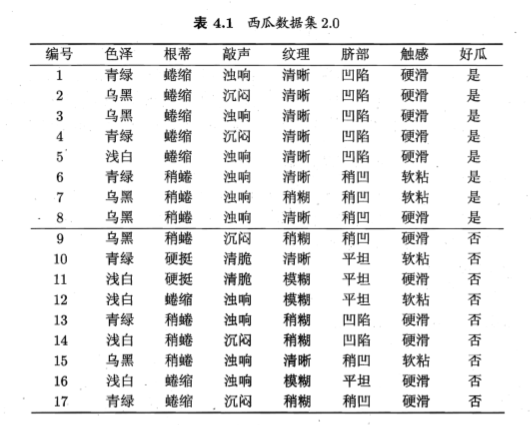 表 4.1 西瓜数据集 2.0
编号 色泽 根蒂 敲声 纹理 脐部 触感 好瓜
1 青绿 蜷缩 浊响 清晰 凹陷 硬滑 是
2 乌黑 蜷缩 沉闷 清晰 凹陷 硬滑 是
3 乌黑 蜷缩 浊响 清晰 凹陷 硬滑 是
4 青绿 蜷缩 沉闷 清晰 凹陷 硬滑 是
5 浅白 蜷缩 浊响 清晰 凹陷 硬滑 是
6 青绿 稍蜷 浊响 清晰 稍凹 软粘 是
7 乌黑 稍蜷 浊响 稍糊 稍凹 软粘 是
8 乌黑 稍蜷 浊响 清晰 稍凹 硬滑 是
9 乌黑 稍蜷 沉闷 稍糊 稍凹 硬滑 否
10 青绿 硬挺 清脆 清晰 平坦 软粘 否
11 浅白 硬挺 清脆 模糊 平坦 硬滑 否
12 浅白 蜷缩 浊响 模糊 平坦 软粘 否
13 青绿 稍蜷 浊响 稍糊 凹陷 硬滑 否
14 浅白 稍蜷 沉闷 稍糊 凹陷 硬滑 否
15 乌黑 稍蜷 浊响 清晰 稍凹 软粘 否
16 浅白 蜷缩 浊响 模糊 平坦 硬滑 否
17 青绿 蜷缩 沉闷 稍糊 稍凹 硬滑 否